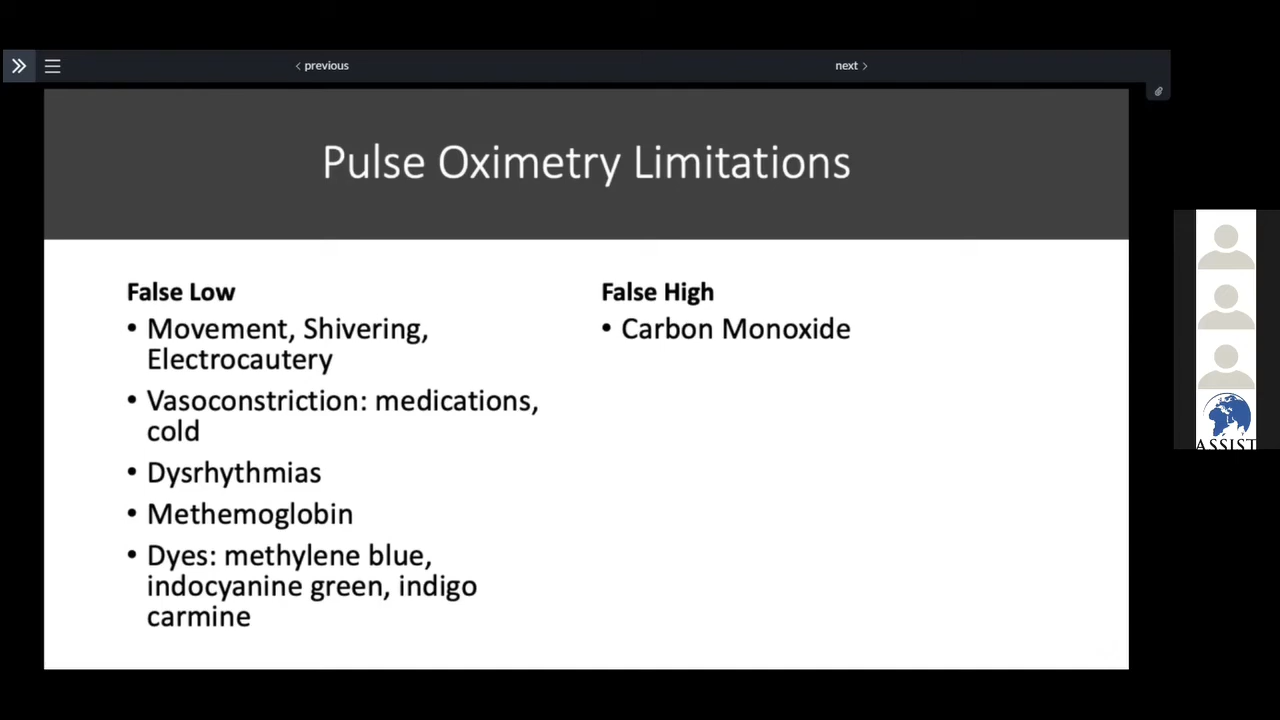 previous
next
Pulse Oximetry Limitations
False Low
• Movement, Shivering,
Electrocautery
• Vasoconstriction: medications,
cold
• Dysrhythmias
• Methemoglobin
• Dyes: methylene blue,
indocyanine green, indigo
carmine
False High
• Carbon Monoxide
ASSIST